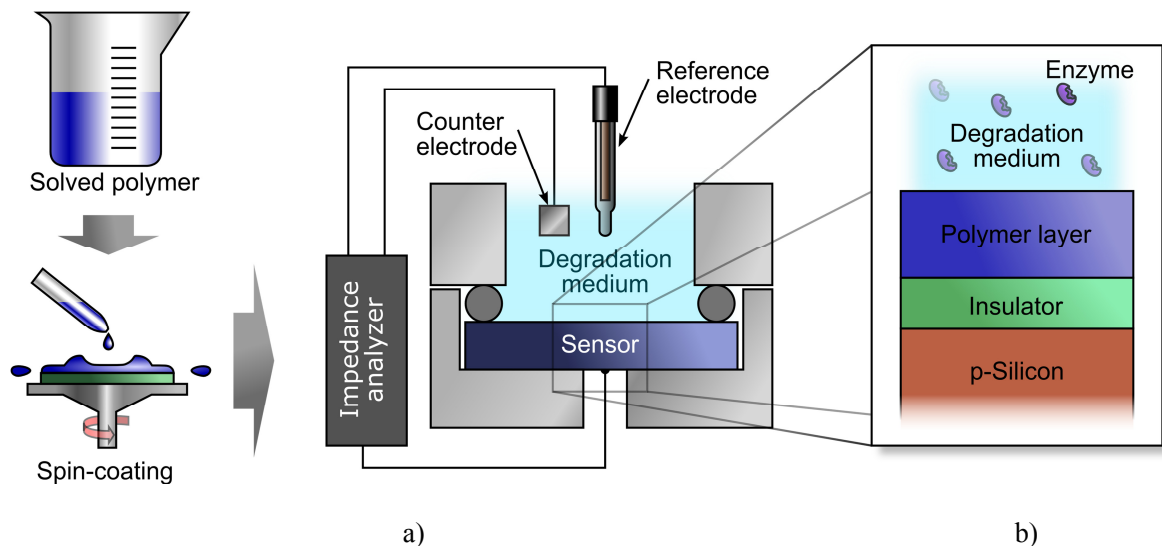 Solved polymer
Spin-coating
Impedance
analyzer
Counter
electrode
Reference
electrode
Degradation
medium
Sensor
Enzyme
Degradation
medium
Polymer layer
Insulator
p-Silicon
a)
b)